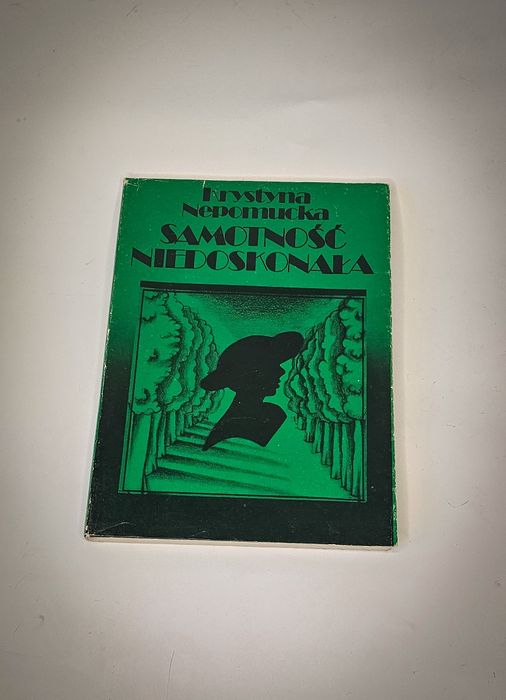 Krystyna
Nepomucka
SAMOTNOŚĆ
NIEDOSKONAŁA